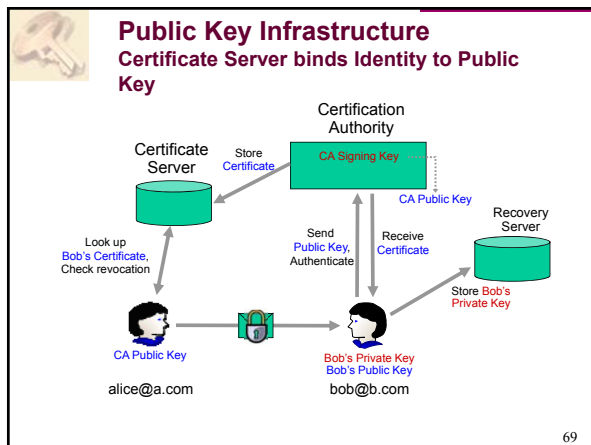 Public Key Infrastructure
Certificate Server binds Identity to Public
Key
Certification
Authority
Certificate
Server
Store
Certificate
CA Signing Key
CA Public Key
Recovery
Server
Look up
Bob's Certificate,
Check revocation
Send
Public Key,
Authenticate
Receive
Certificate
Store Bob's
Private Key
CA Public Key
Bob's Private Key
Bob's Public Key
alice@a.com
bob@b.com
69